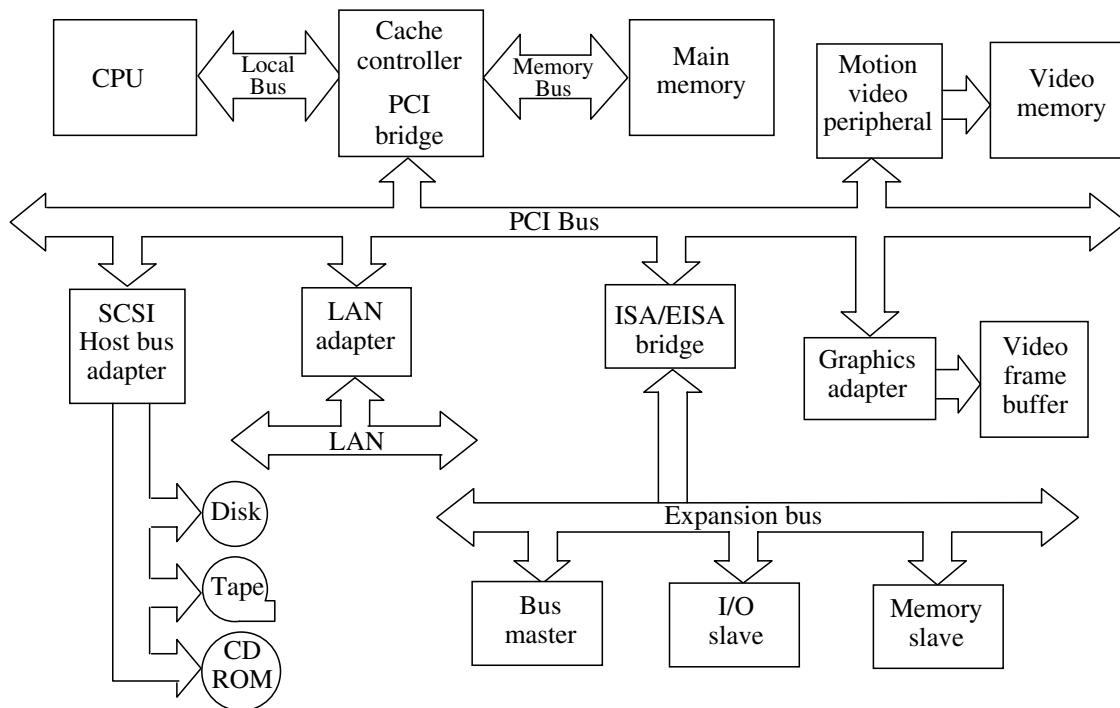 CPU
Local
Bus
Cache
controller
PCI
bridge
Memory
Bus
Main
memory
Motion
video
peripheral
Video
memory
PCI Bus
SCSI
Host bus
adapter
LAN
adapter
ISA/EISA
bridge
Graphics
adapter
Video
frame
buffer
LAN
Disk
Tape
CD
ROM
Expansion bus
Bus
master
I/O
slave
Memory
slave